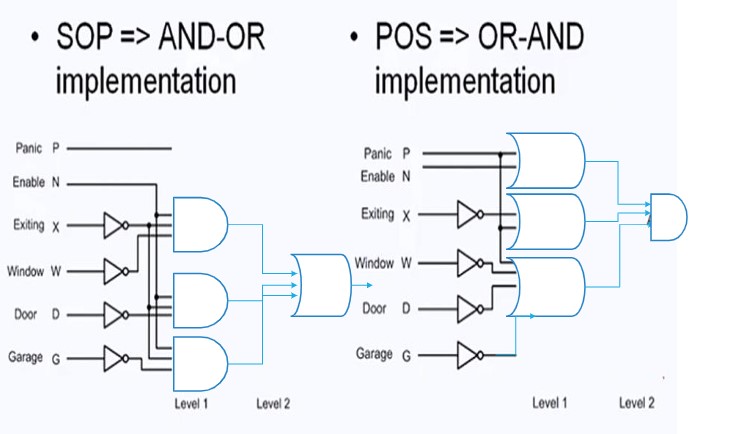 • SOP => AND-OR
implementation
Panic P
Enable N
Exiting X
Window W
Door D
Garage G
Level 1
Level 2
• POS => OR-AND
implementation
Panic P
Enable N
Exiting X
Window W
Door D
Garage G
Level 1
Level 2